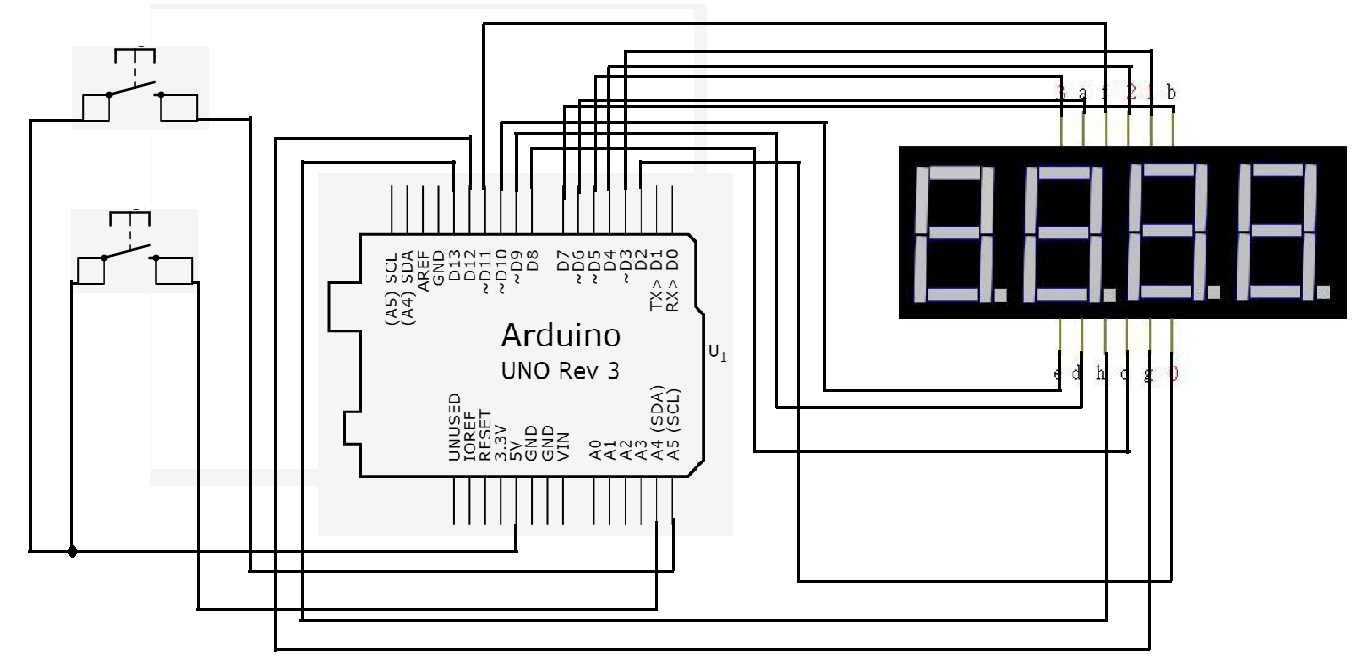 3 a f 2 1 b
(A5) SCL
(A4) SDA
AREF
GND
D13
D12
~D11
~D10
~D9
D8
D7
~D6
~D5
D4
~D3
D2
TX> D1
RX> D0
Arduino
UNO Rev 3
U1
e d h c g 0
UNUSED
IOREF
RESET
3.3V
5V
GND
GND
VIN
A0
A1
A2
A3
A4 (SDA)
A5 (SCL)